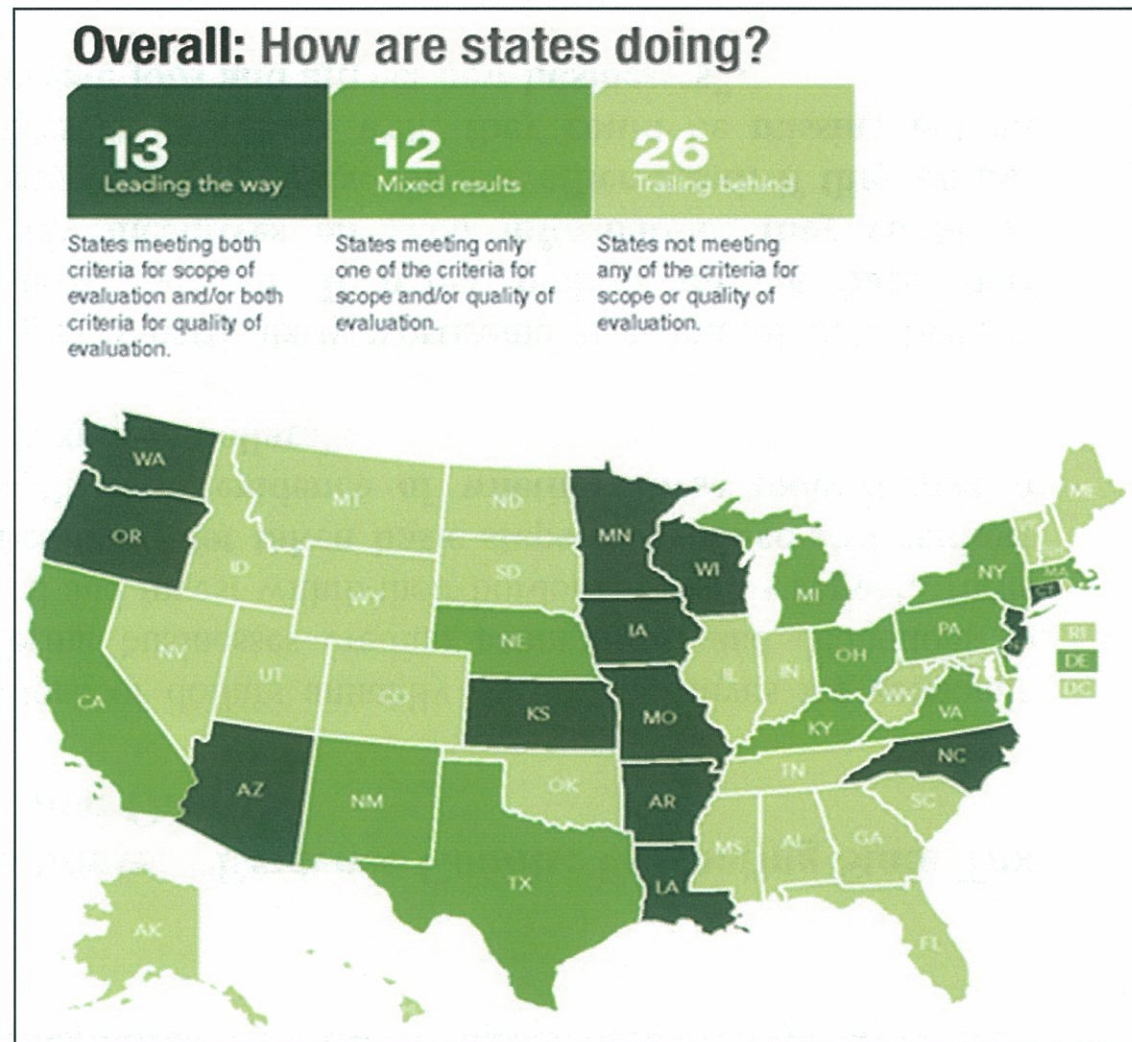 Overall: How are states doing?
13
Leading the way
12
Mixed results
26
Trailing behind
States meeting both
criteria for scope of
evaluation and/or both
criteria for quality of
evaluation.
States meeting only
one of the criteria for
scope and/or quality of
evaluation.
States not meeting
any of the criteria for
scope or quality of
evaluation.
WA
MT
ND
MN
ME
OR
ID
SD
WI
VT
NY
MA
WY
MI
CT
IA
NE
PA
RI
NV
UT
CO
IL
IN
OH
DE
WV
DC
CA
KS
MO
KY
VA
NC
AZ
NM
OK
AR
TN
SC
MS
AL
GA
TX
LA
AK
FL